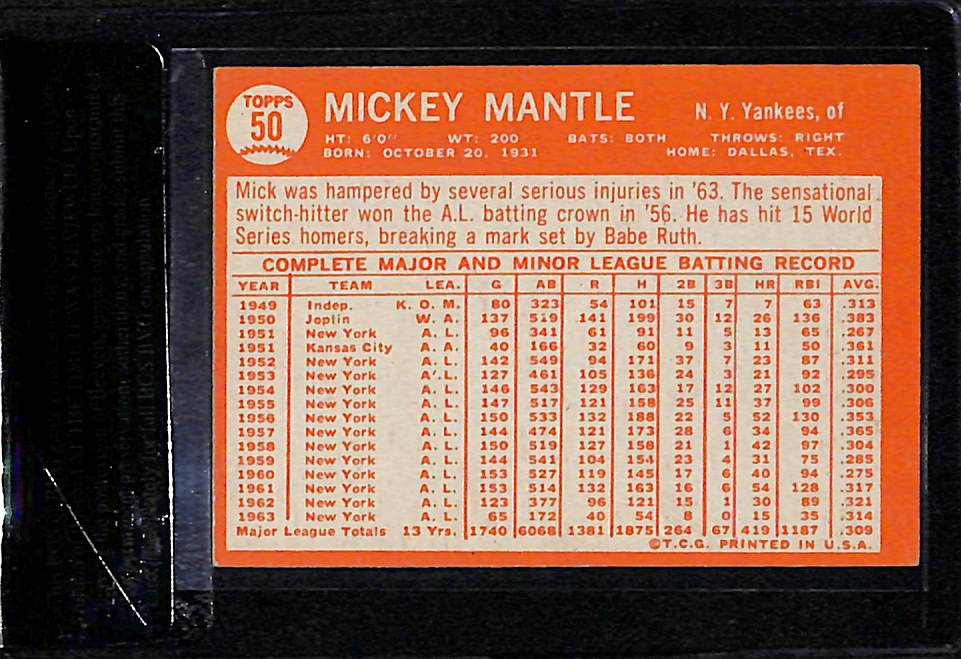 TOPPS
50
MICKEY MANTLE
N. Y. Yankees, of
HT: 6'0" WT: 200 BATS: BOTH THROWS: RIGHT
BORN: OCTOBER 20, 1931 HOME: DALLAS, TEX.
Mick was hampered by several serious injuries in '63. The sensational
switch-hitter won the A.L. batting crown in '56. He has hit 15 World
Series homers, breaking a mark set by Babe Ruth.
COMPLETE MAJOR AND MINOR LEAGUE BATTING RECORD
YEAR TEAM LEA. G AB R H 2B 3B HR RBI AVG.
1949 Indep. K. O. M. 80 323 54 101 15 7 7 63 .313
1950 Joplin W. A. 137 519 141 199 30 12 26 136 .383
1951 New York A. L. 96 341 61 91 11 5 13 65 .267
1951 Kansas City A. A. 40 166 32 60 9 3 11 50 .361
1952 New York A. L. 142 549 94 171 37 7 23 87 .311
1953 New York A. L. 127 461 105 136 24 3 21 92 .295
1954 New York A. L. 146 543 129 163 17 12 27 102 .300
1955 New York A. L. 147 517 121 158 25 11 37 99 .306
1956 New York A. L. 150 533 132 188 22 5 52 130 .353
1957 New York A. L. 144 474 121 173 28 6 34 94 .365
1958 New York A. L. 150 519 127 158 21 1 42 97 .304
1959 New York A. L. 144 541 104 154 23 4 31 75 .285
1960 New York A. L. 153 527 119 145 17 6 40 94 .275
1961 New York A. L. 153 514 132 163 16 6 54 128 .317
1962 New York A. L. 123 377 96 121 15 1 30 89 .321
1963 New York A. L. 65 172 40 54 8 0 15 35 .314
Major League Totals 13 Yrs. 1740 6068 1381 1875 264 67 419 1187 .309
©T.C.G. PRINTED IN U.S.A.